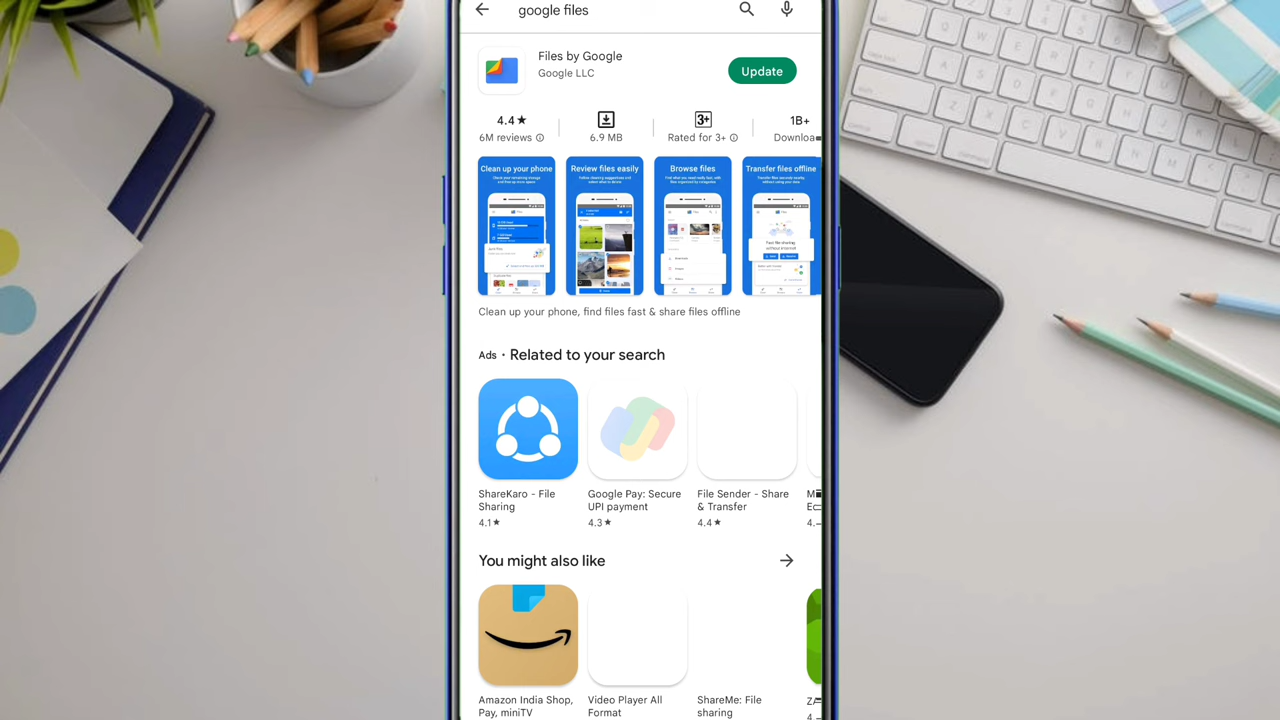 google files
Files by Google
Google LLC
Update
4.4★
6M reviews
6.9 MB
3+
Rated for 3+
1B+
Clean up your phone
Review files easily
Browse files
Transfer files offline
Clean up your phone, find files fast & share files offline
Ads · Related to your search
ShareKaro - File
Sharing
4.1★
Google Pay: Secure
UPI payment
4.3★
File Sender - Share
& Transfer
4.4★
You might also like
Amazon India Shop,
Pay, miniTV
Video Player All
Format
ShareMe: File
sharing